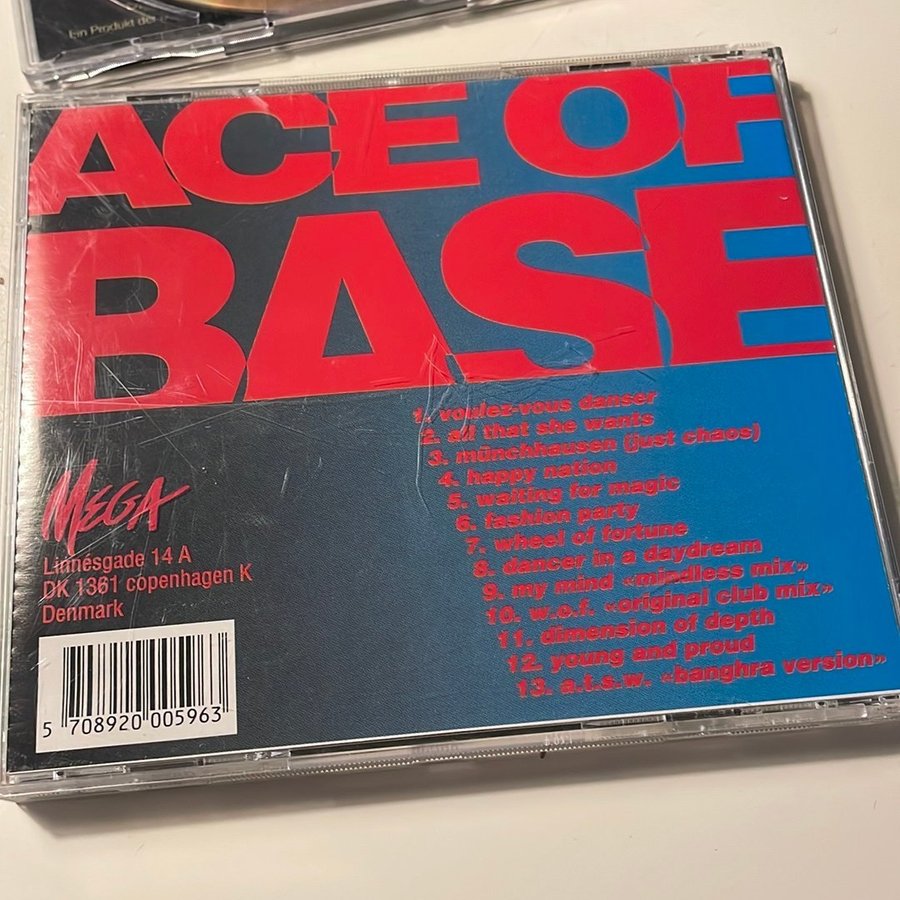 Ein Produkt der
ACE OF
BASE
1. voulez-vous danser
2. all that she wants
3. münchhausen (just chaos)
4. happy nation
5. waiting for magic
6. fashion party
7. wheel of fortune
8. dancer in a daydream
9. my mind «mindless mix»
10. w.o.f. «original club mix»
11. dimension of depth
12. young and proud
13. a.t.s.w. «banghra version»
MEGA
Linnésgade 14 A
DK 1361 copenhagen K
Denmark
5 708920 005963